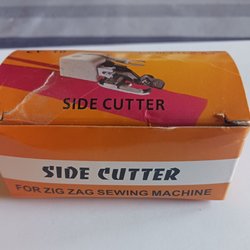 SIDE CUTTER
SIDE CUTTER
FOR ZIG ZAG SEWING MACHINE